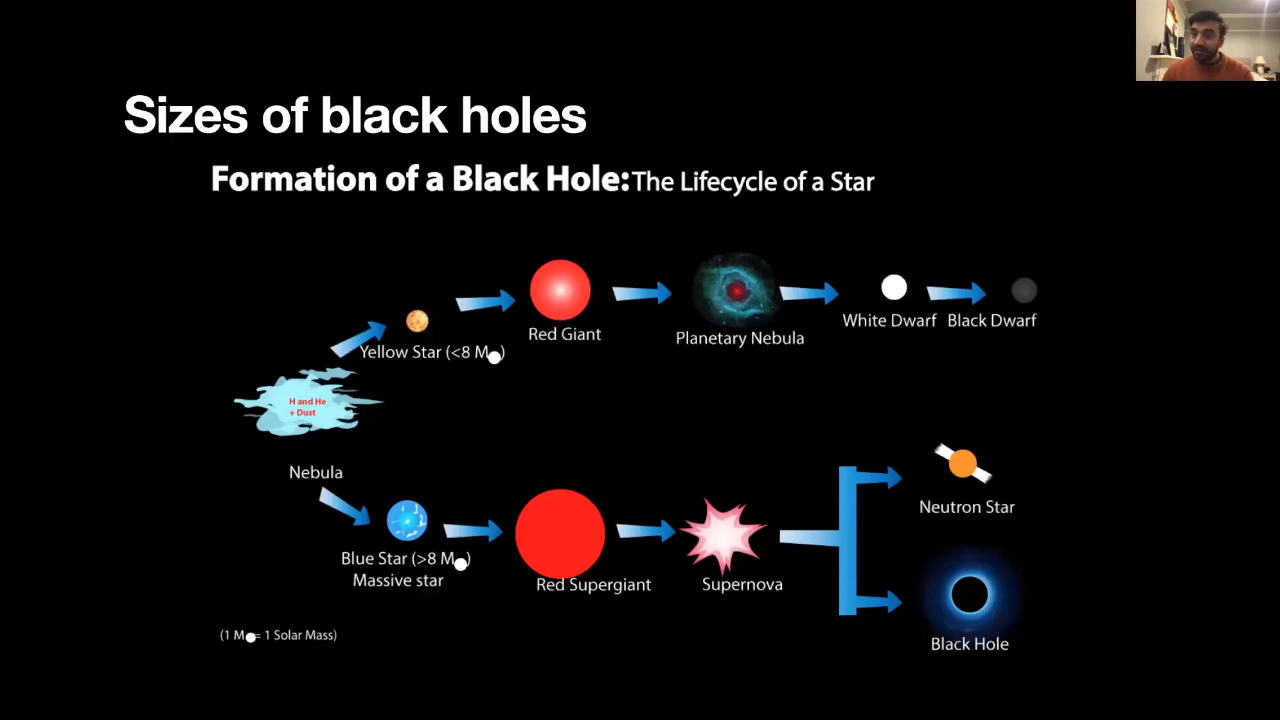 Sizes of black holes
Formation of a Black Hole: The Lifecycle of a Star
Red Giant
Planetary Nebula
White Dwarf
Black Dwarf
Yellow Star (<8 M )
H and He
+ Dust
Nebula
Neutron Star
Blue Star (>8 M )
Massive star
Red Supergiant
Supernova
Black Hole
(1 M = 1 Solar Mass)